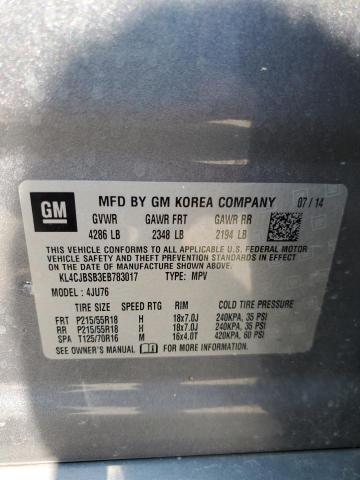 GM
MFD BY GM KOREA COMPANY 07/14
GVWR GAWR FRT GAWR RR
4286 LB 2348 LB 2194 LB
THIS VEHICLE CONFORMS TO ALL APPLICABLE U.S. FEDERAL MOTOR
VEHICLE SAFETY AND THEFT PREVENTION STANDARDS IN EFFECT ON
THE DATE OF MANUFACTURE SHOWN ABOVE.
KL4CJBSB3EB783017 TYPE: MPV
MODEL: 4JU76
TIRE SIZE SPEED RTG RIM COLD TIRE PRESSURE
FRT P215/55R18 H 18x7.0J 240KPA, 35 PSI
RR P215/55R18 H 18x7.0J 240KPA, 35 PSI
SPA T125/70R16 M 16x4.0T 420KPA, 60 PSI
SEE OWNER'S MANUAL FOR MORE INFORMATION.